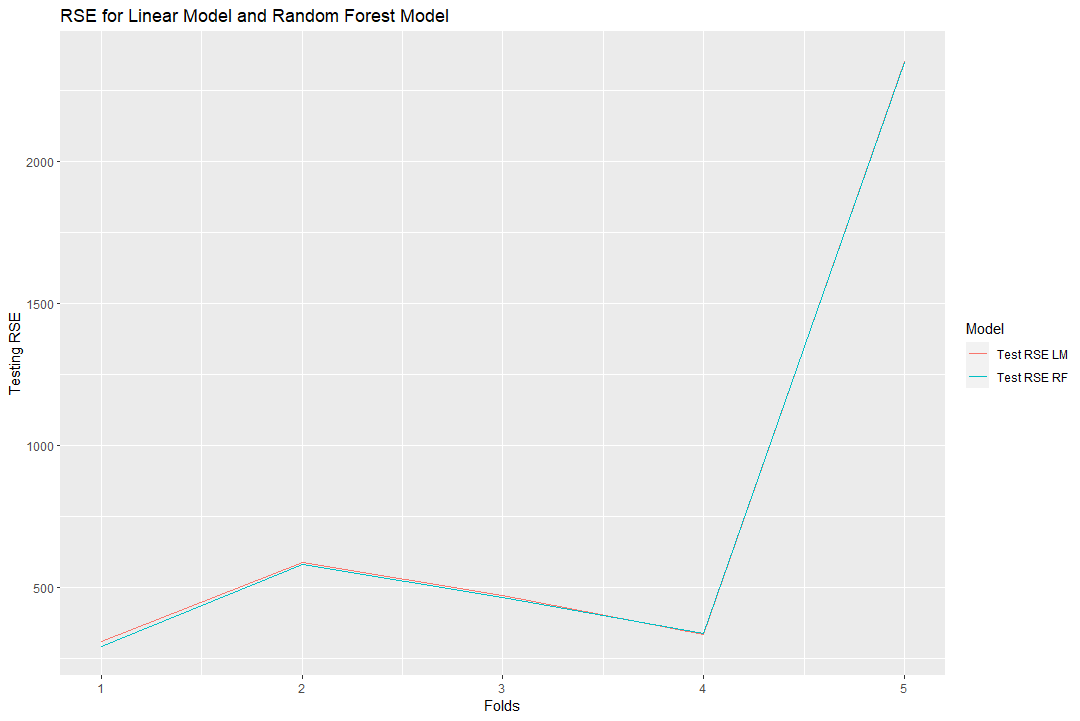 RSE for Linear Model and Random Forest Model
Testing RSE
2000
1500
1000
500
1 2 3 4 5
Folds
Model
Test RSE LM
Test RSE RF